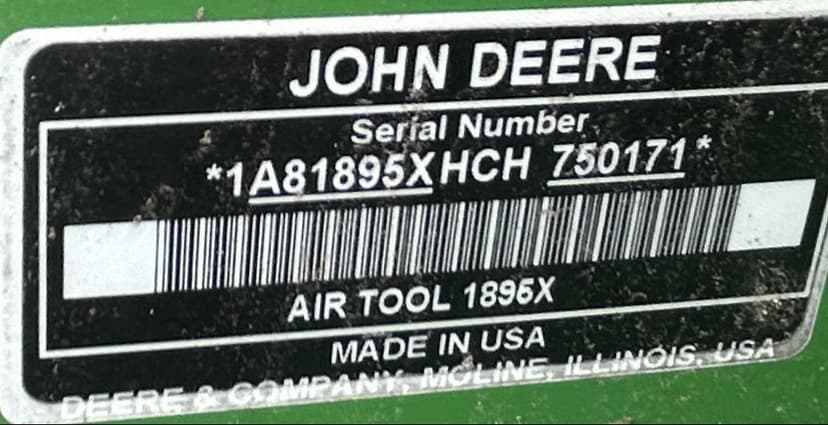 JOHN DEERE
Serial Number
*1A81895XHCH 750171*
AIR TOOL 1895X
MADE IN USA
DEERE & COMPANY, MOLINE, ILLINOIS, USA